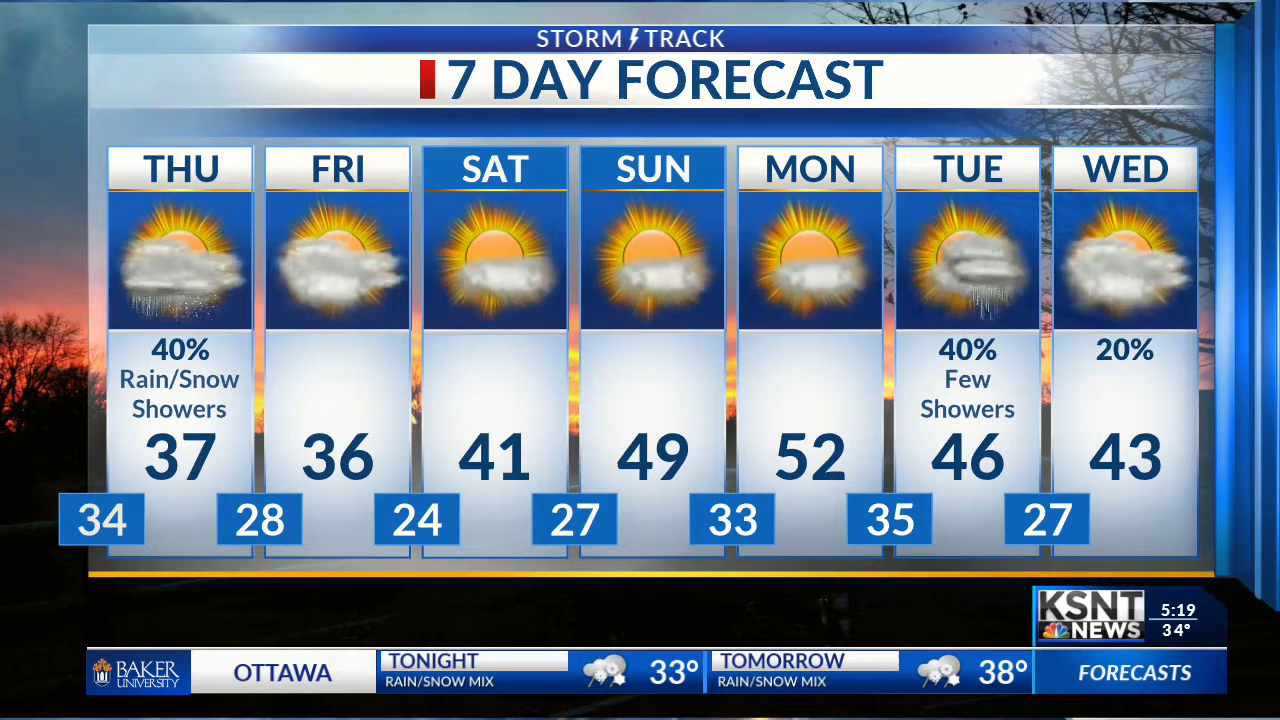 STORM TRACK
7 DAY FORECAST
THU FRI SAT SUN MON TUE WED
40% 40% 20%
Rain/Snow Few
Showers Showers
37 36 41 49 52 46 43
34 28 24 27 33 35 27
KSNT
NEWS
5:19
34°
BAKER
UNIVERSITY
OTTAWA
TONIGHT
RAIN/SNOW MIX
33°
TOMORROW
RAIN/SNOW MIX
38°
FORECASTS